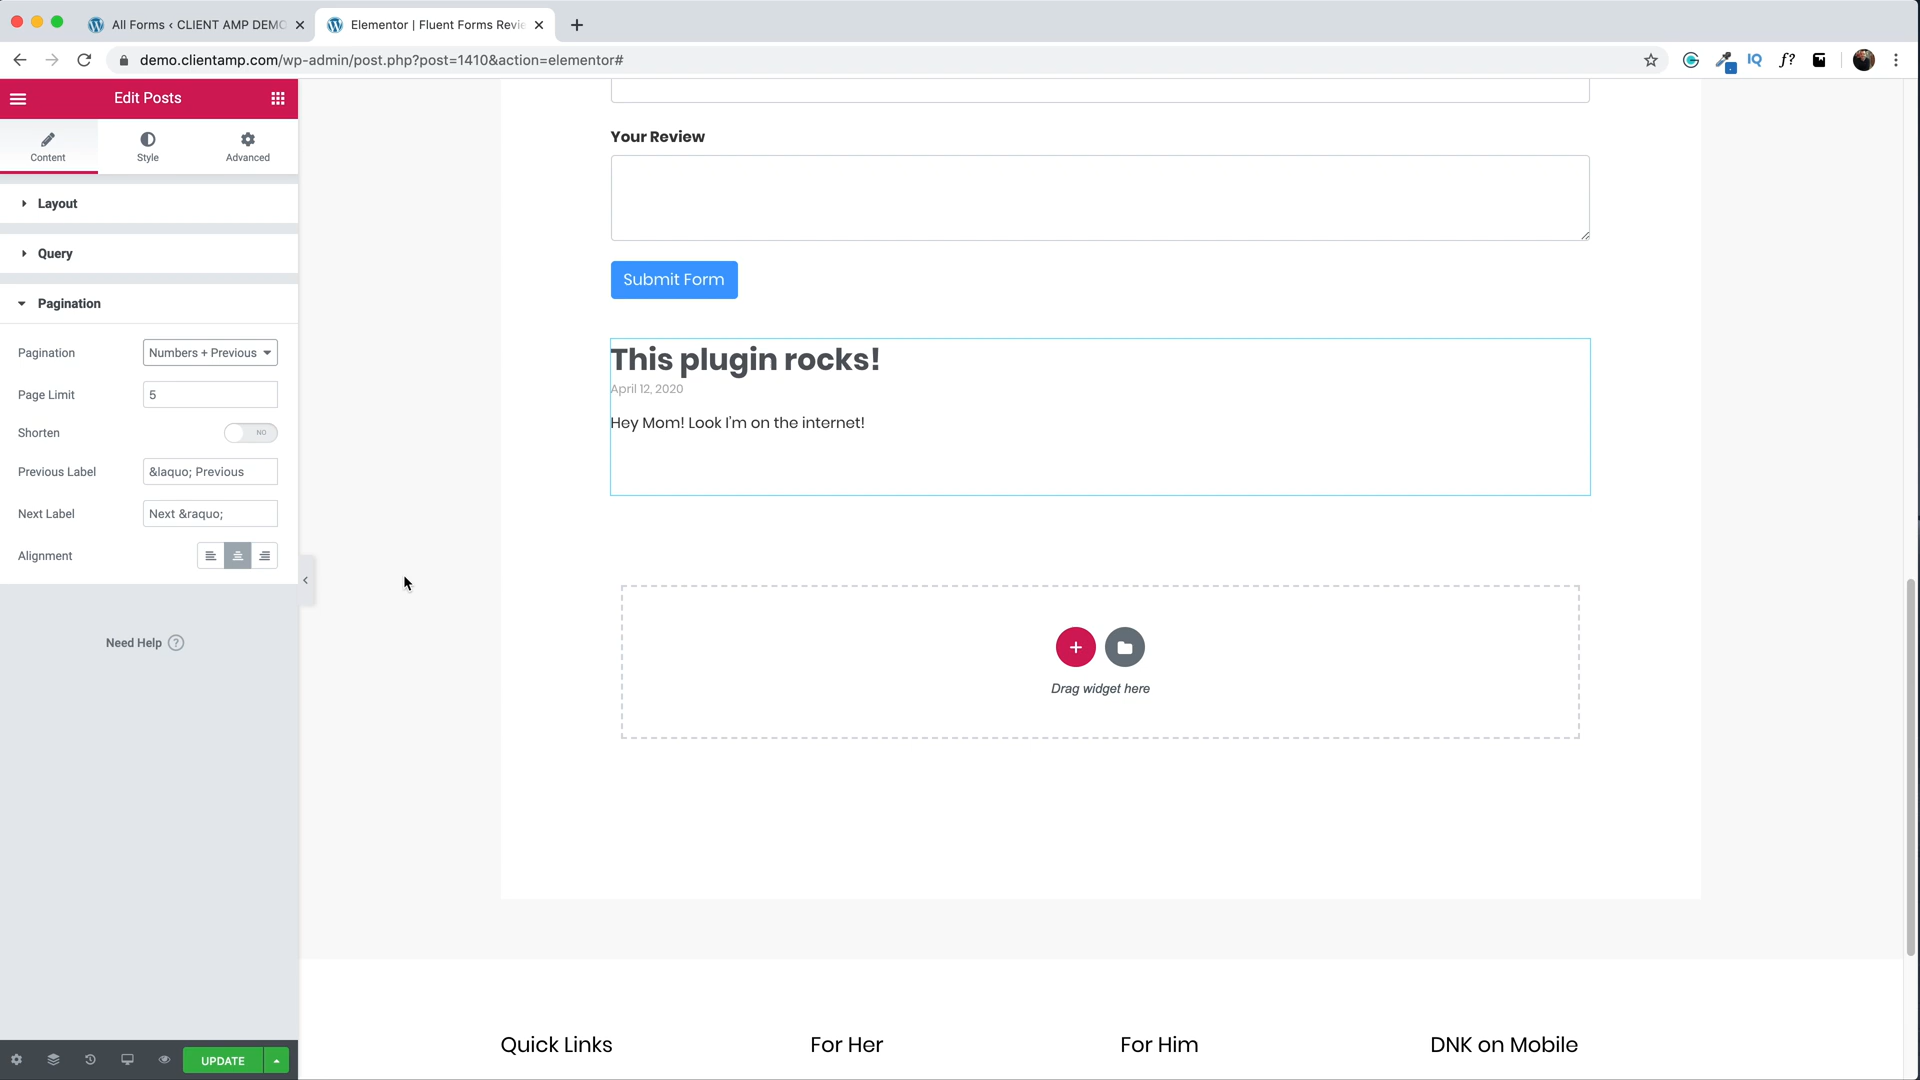 All Forms ‹ CLIENT AMP DEMO
Elementor | Fluent Forms Revie
demo.clientamp.com/wp-admin/post.php?post=1410&action=elementor#
IQ
f?
Edit Posts
Content
Style
Advanced
Layout
Query
Pagination
Pagination
Numbers + Previous
Page Limit
5
Shorten
NO
Previous Label
&laquo; Previous
Next Label
Next &raquo;
Alignment
Need Help ?
UPDATE
Your Review
Submit Form
This plugin rocks!
April 12, 2020
Hey Mom! Look I'm on the internet!
Drag widget here
Quick Links
For Her
For Him
DNK on Mobile